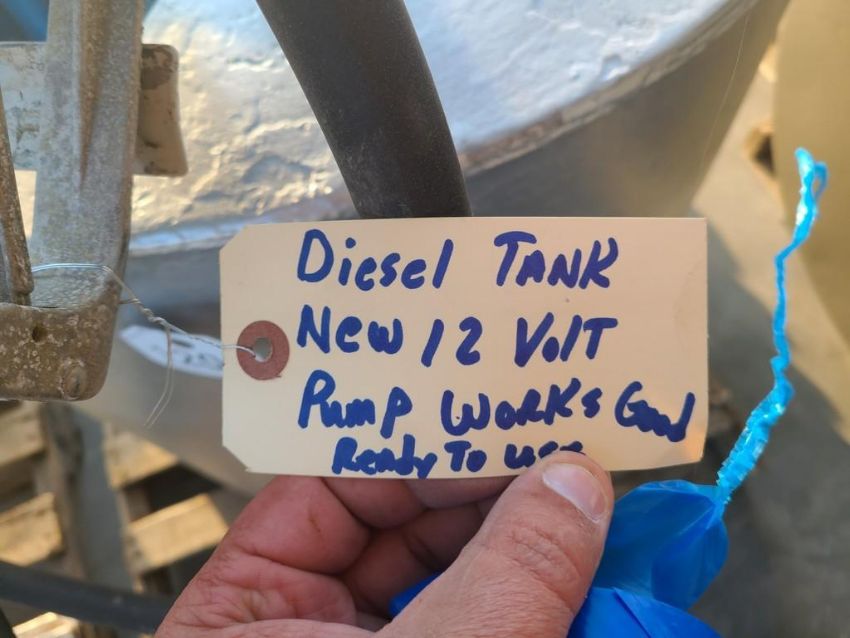 Diesel TANK
New 12 Volt
Pump Works Good
Ready To use